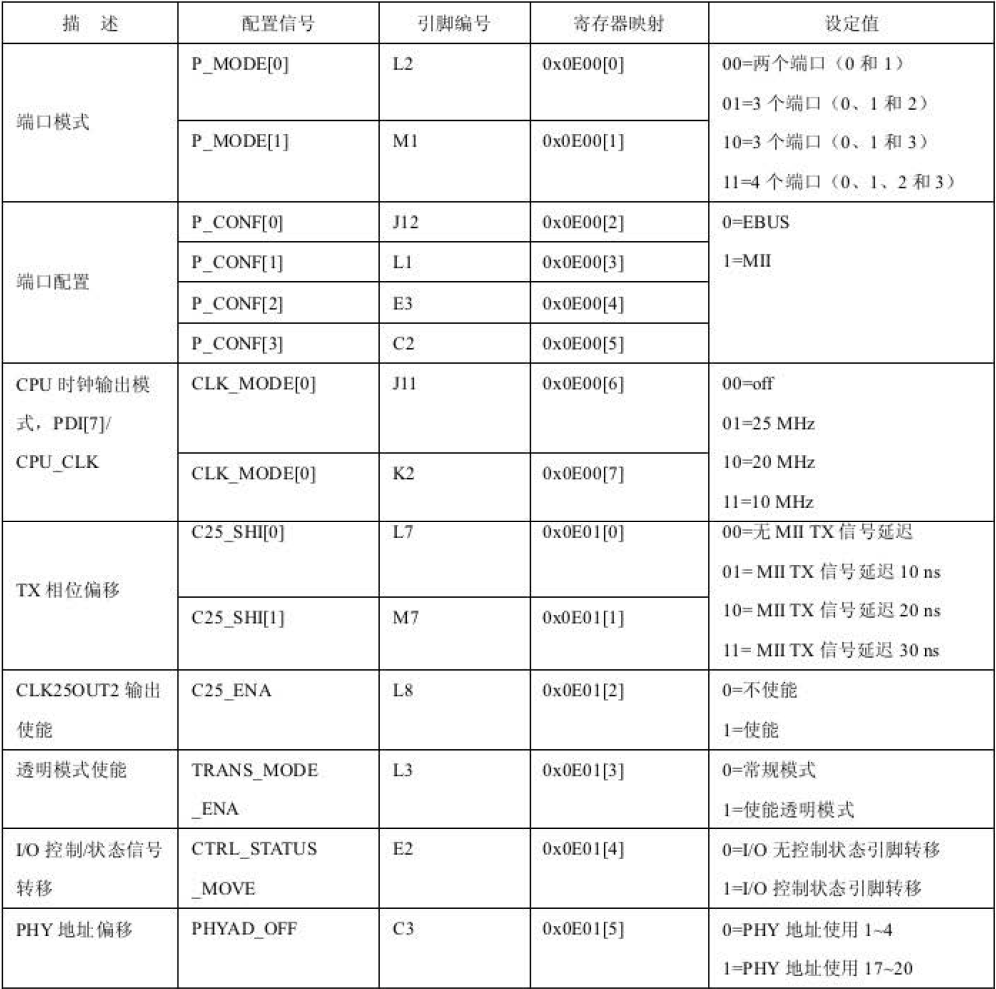 描 述 配置信号 引脚编号 寄存器映射 设定值
端口模式
P_MODE[0] L2 0x0E00[0]
P_MODE[1] M1 0x0E00[1]
00=两个端口（0 和 1）
01=3 个端口（0、1 和 2）
10=3 个端口（0、1 和 3）
11=4 个端口（0、1、2 和 3）
端口配置
P_CONF[0] J12 0x0E00[2]
P_CONF[1] L1 0x0E00[3]
P_CONF[2] E3 0x0E00[4]
P_CONF[3] C2 0x0E00[5]
0=EBUS
1=MII
CPU 时钟输出模
式，PDI[7]/
CPU_CLK
CLK_MODE[0] J11 0x0E00[6]
CLK_MODE[0] K2 0x0E00[7]
00=off
01=25 MHz
10=20 MHz
11=10 MHz
TX 相位偏移
C25_SHI[0] L7 0x0E01[0]
C25_SHI[1] M7 0x0E01[1]
00=无 MII TX 信号延迟
01= MII TX 信号延迟 10 ns
10= MII TX 信号延迟 20 ns
11= MII TX 信号延迟 30 ns
CLK25OUT2 输出
使能
C25_ENA L8 0x0E01[2]
0=不使能
1=使能
透明模式使能
TRANS_MODE
_ENA
L3 0x0E01[3]
0=常规模式
1=使能透明模式
I/O 控制/状态信号
转移
CTRL_STATUS
_MOVE
E2 0x0E01[4]
0=I/O 无控制状态引脚转移
1=I/O 控制状态引脚转移
PHY 地址偏移
PHYAD_OFF C3 0x0E01[5]
0=PHY 地址使用 1~4
1=PHY 地址使用 17~20